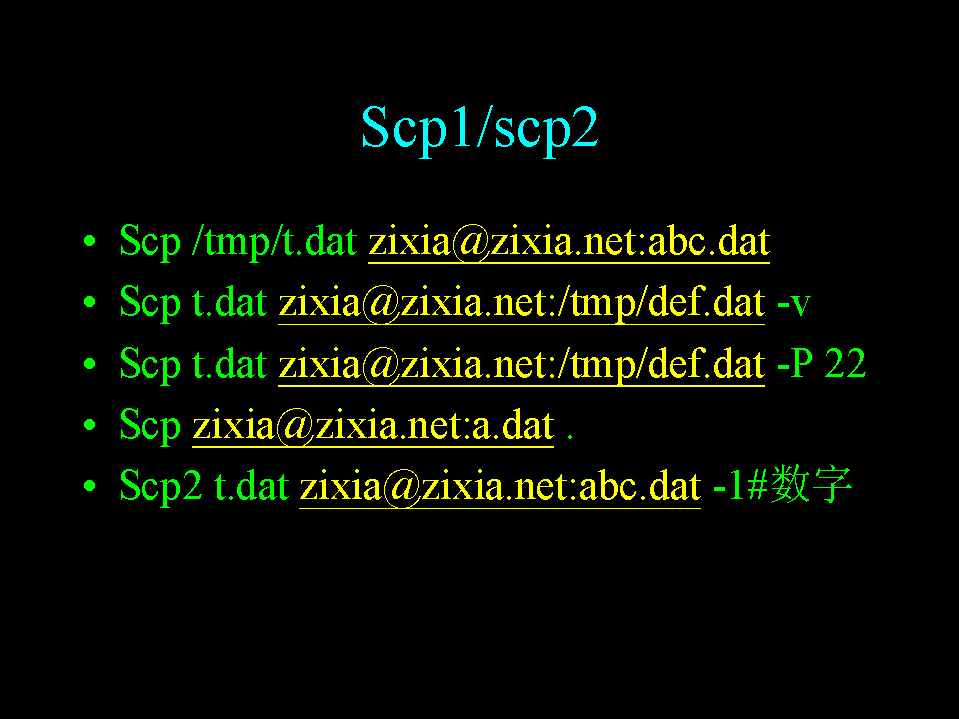 Scp1/scp2
• Scp /tmp/t.dat zixia@zixia.net:abc.dat
• Scp t.dat zixia@zixia.net:/tmp/def.dat -v
• Scp t.dat zixia@zixia.net:/tmp/def.dat -P 22
• Scp zixia@zixia.net:a.dat .
• Scp2 t.dat zixia@zixia.net:abc.dat -1#数字